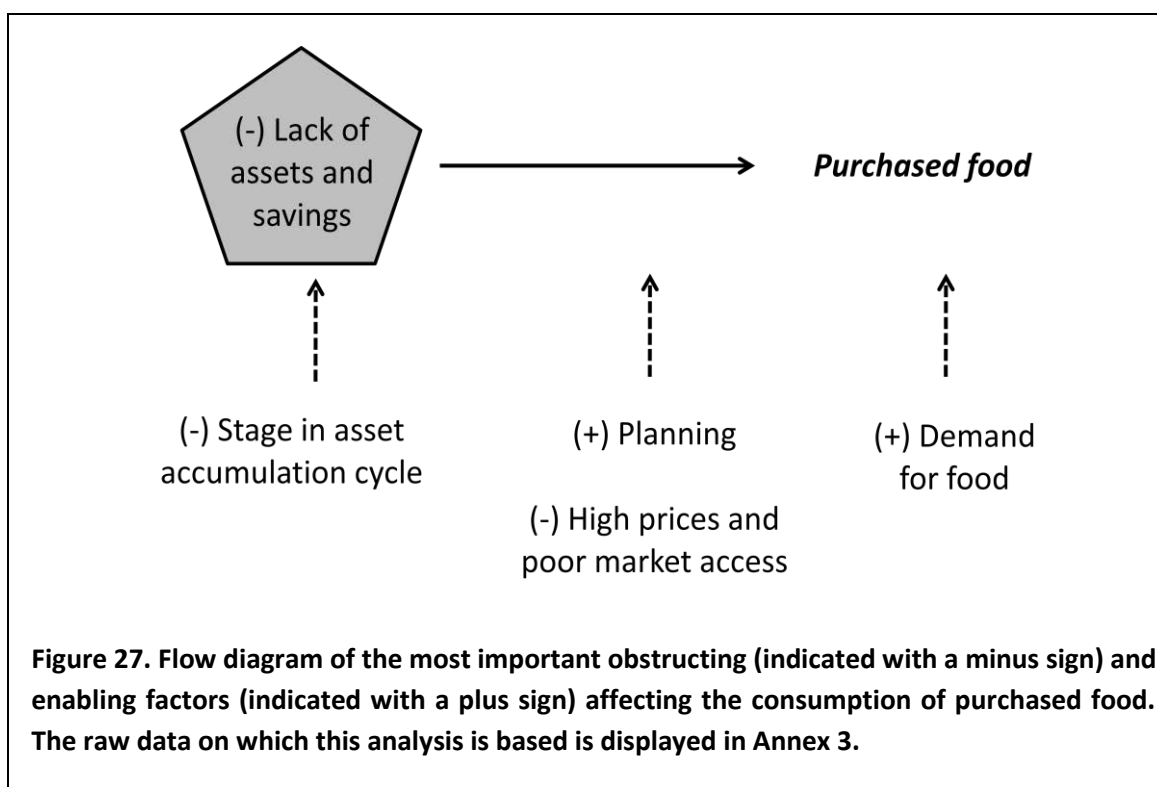 (-) Lack of
assets and
savings
Purchased food
(-) Stage in asset
accumulation cycle
(+) Planning
(-) High prices and
poor market access
(+) Demand
for food
Figure 27. Flow diagram of the most important obstructing (indicated with a minus sign) and
enabling factors (indicated with a plus sign) affecting the consumption of purchased food.
The raw data on which this analysis is based is displayed in Annex 3.